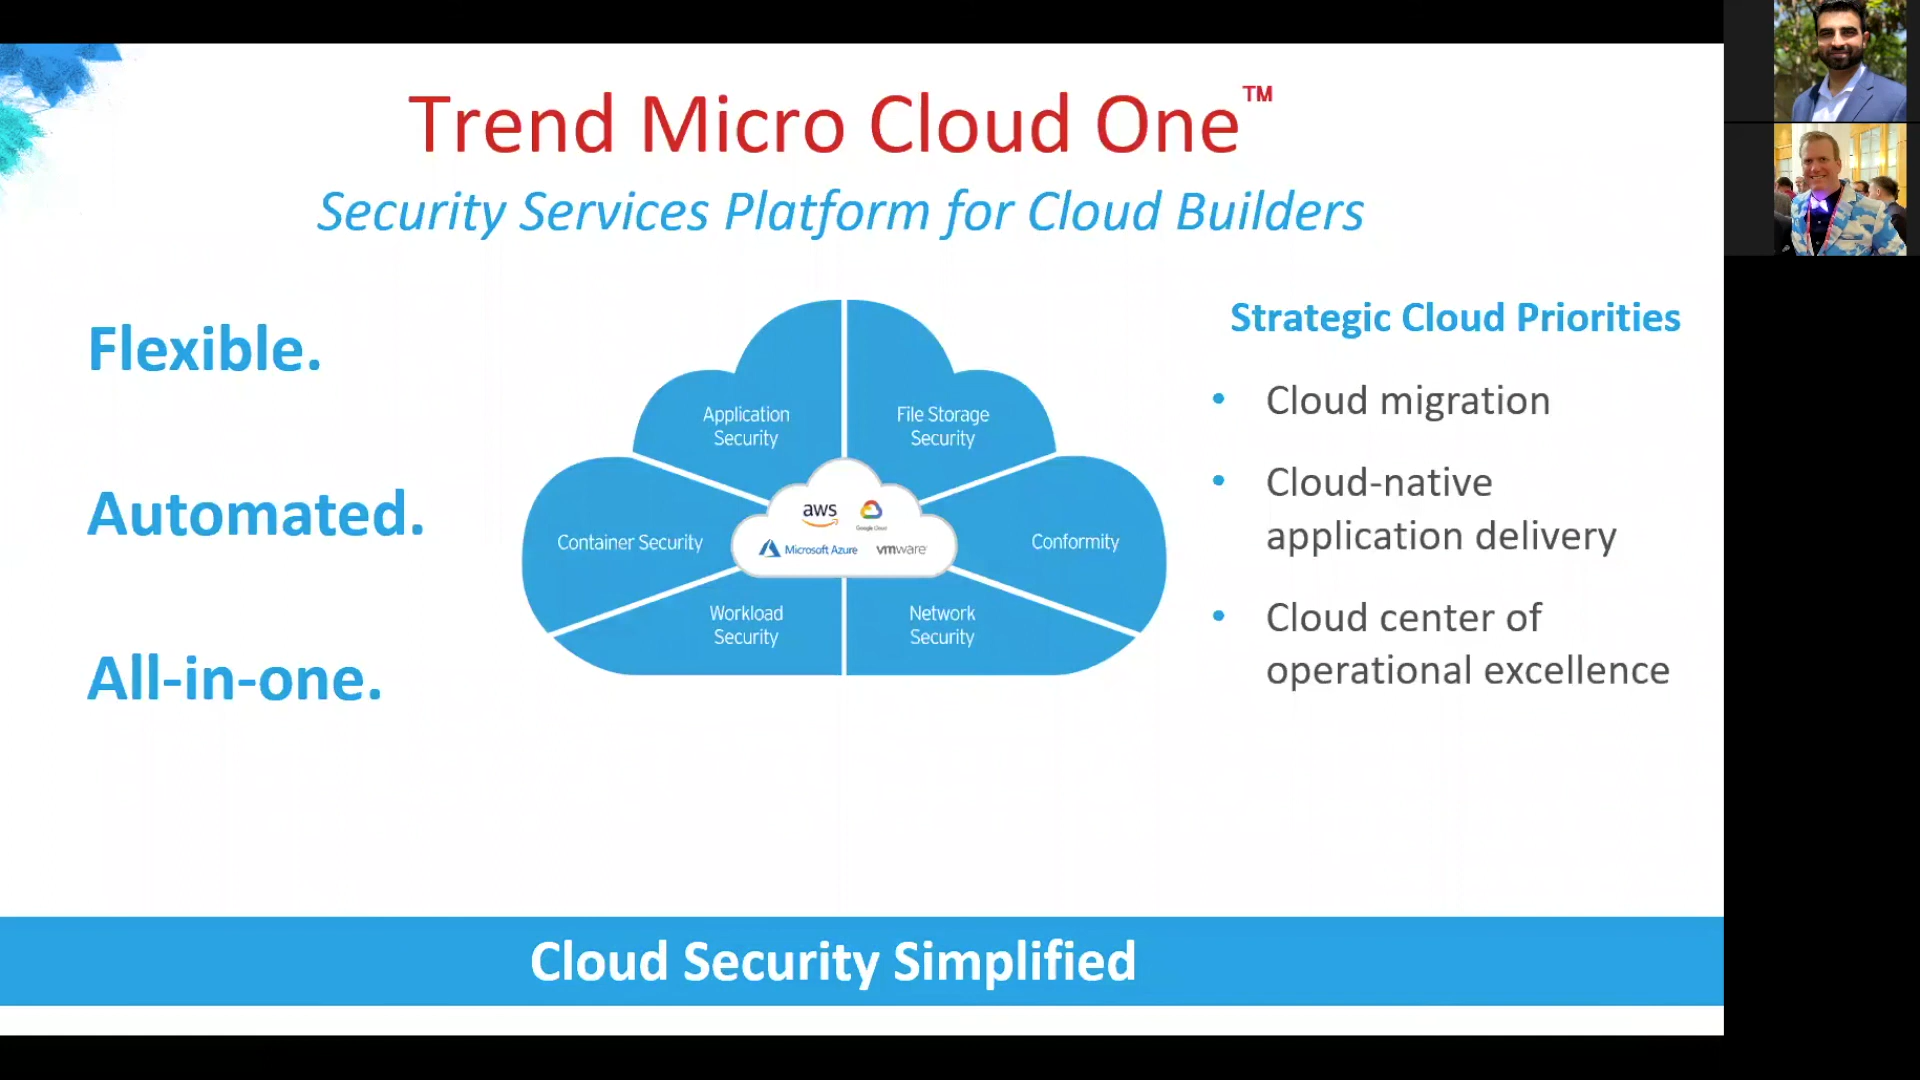 Trend Micro Cloud One™
Security Services Platform for Cloud Builders
Flexible.
Automated.
All-in-one.
Application
Security
File Storage
Security
Container Security
Conformity
Workload
Security
Network
Security
aws
Google Cloud
Microsoft Azure
vmware
Strategic Cloud Priorities
• Cloud migration
• Cloud-native
application delivery
• Cloud center of
operational excellence
Cloud Security Simplified